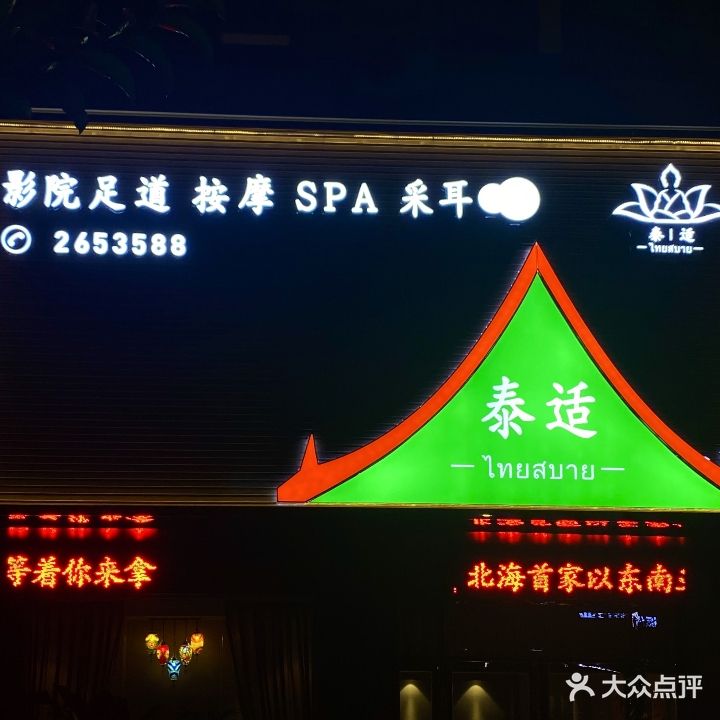 影院足道 按摩 SPA 采耳
2653588
泰|适
ไทยสบาย
泰适
ไทยสบาย
等着你来拿
北海首家以东南
大众点评